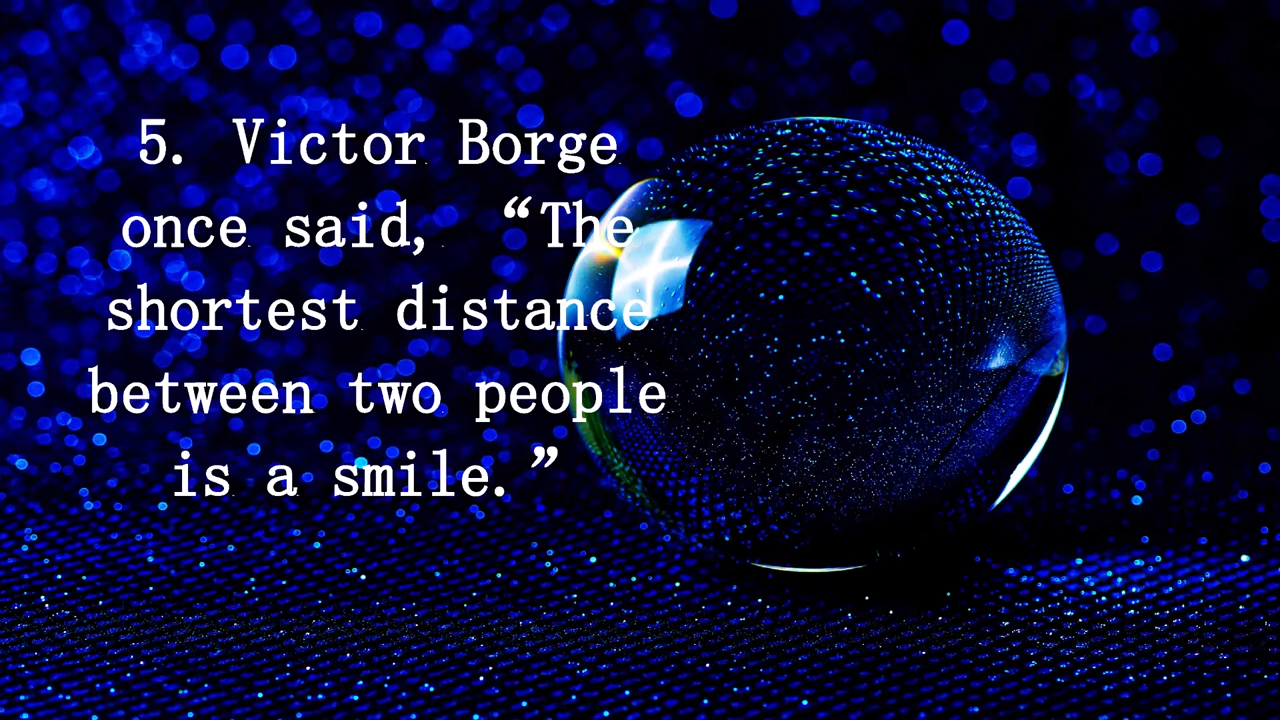 5. Victor Borge
once said, “The
shortest distance
between two people
is a smile.”